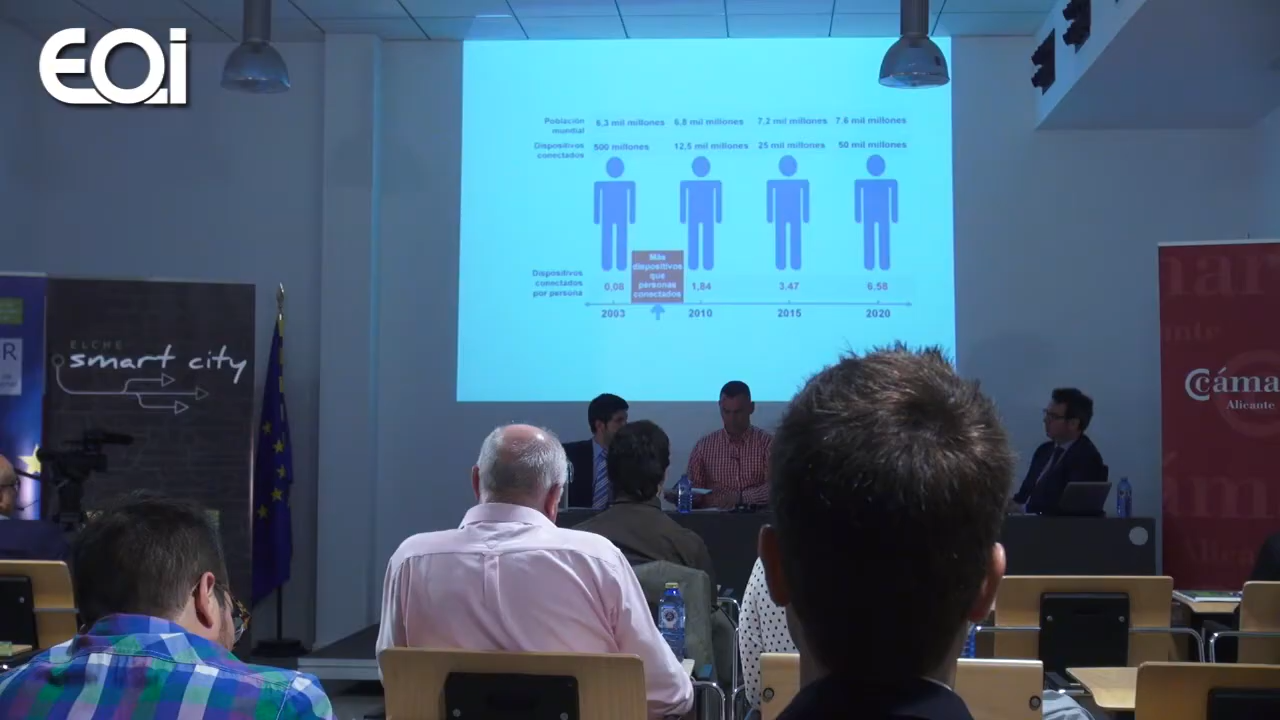 EOi
Población
mundial
6,3 mil millones
6,8 mil millones
7,2 mil millones
7.6 mil millones
Dispositivos
conectados
500 millones
12,5 mil millones
25 mil millones
50 mil millones
Más
dispositivos
que
personas
conectados
Dispositivos
conectados
por persona
0,08
1,84
3.47
6.58
2003
2010
2015
2020
R
ELCHE
smart city
Cáma
Alicante